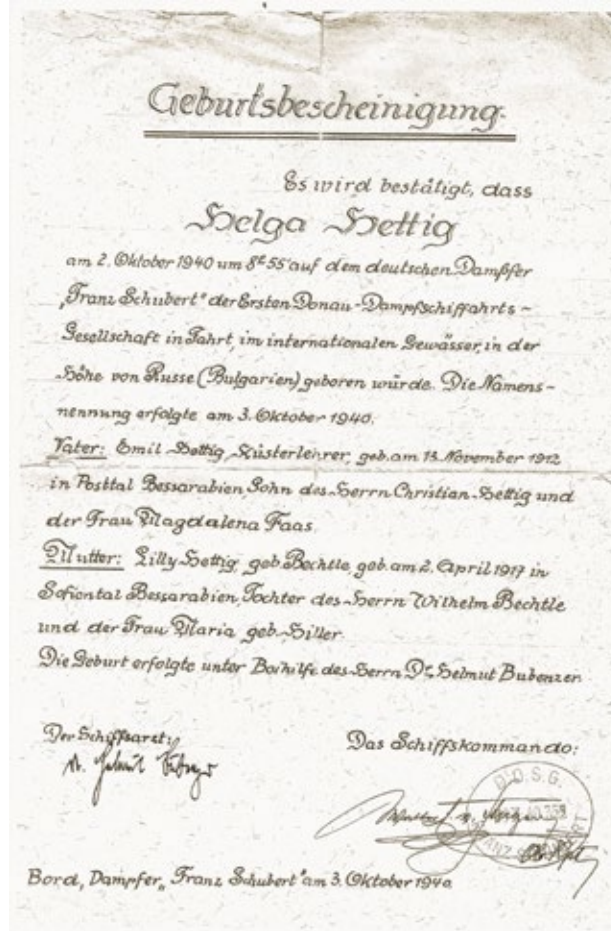 Geburtsbescheinigung.
Es wird bestätigt, dass
Helga Hettig
am 2. Oktober 1940 um 8ᵉ55 auf dem deutschen Dampfer
„Franz Schubert" der Ersten Donau-Dampfschiffahrts-
Gesellschaft in Fahrt, im internationalen Gewässer, in der
Höhe von Russe (Bulgarien) geboren würde. Die Namens-
nennung erfolgte am 3. Oktober 1940.
Vater: Emil Hettig, Küsterlehrer, geb. am 13. November 1912
in Posttal Bessarabien Sohn des Herrn Christian Hettig und
der Frau Magdalena Faas.
Mutter: Lilly Hettig geb. Bechtle, geb. am 2. April 1917 in
Sofiental Bessarabien, Tochter des Herrn Wilhelm Bechtle
und der Frau Maria geb. Hiller.
Die Geburt erfolgte unter Beihilfe des Herrn Dr. Helmut Bubenzer.
Der Schiffsarzt:
Das Schiffskommando:
D.D.S.G.
Bord, Dampfer „Franz Schubert" am 3. Oktober 1940